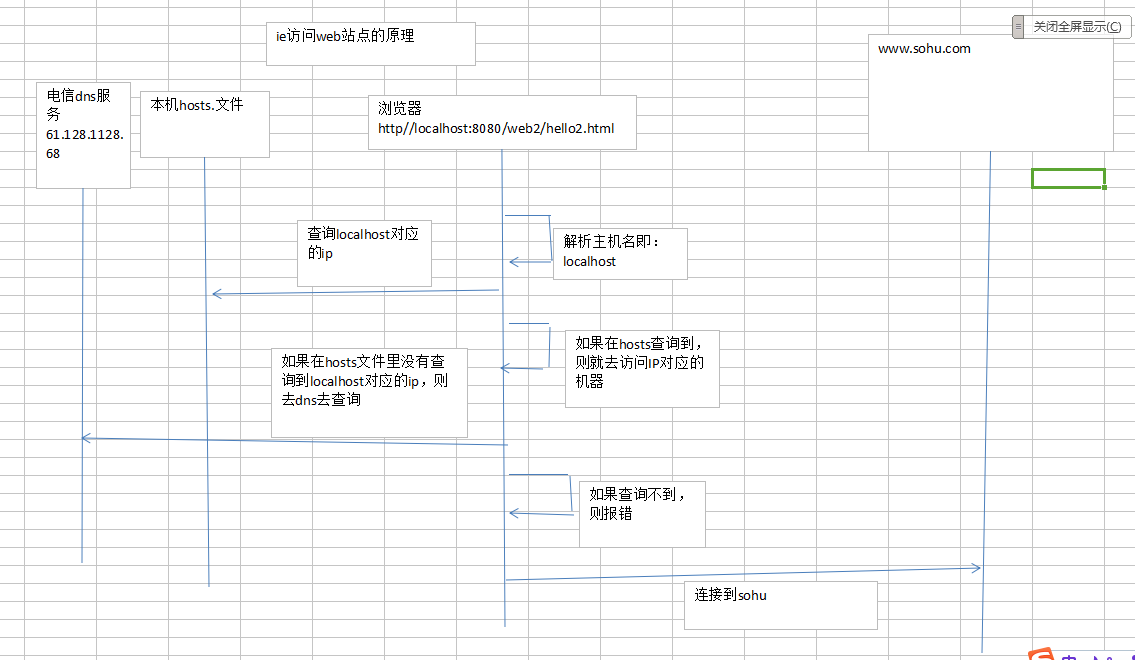 ie访问web站点的原理
关闭全屏显示(C)
www.sohu.com
电信dns服
务
61.128.1128.
68
本机hosts.文件
浏览器
http//localhost:8080/web2/hello2.html
查询localhost对应
的ip
解析主机名即：
localhost
如果在hosts查询到，
则就去访问IP对应的
机器
如果在hosts文件里没有查
询到localhost对应的ip，则
去dns去查询
如果查询不到，
则报错
连接到sohu